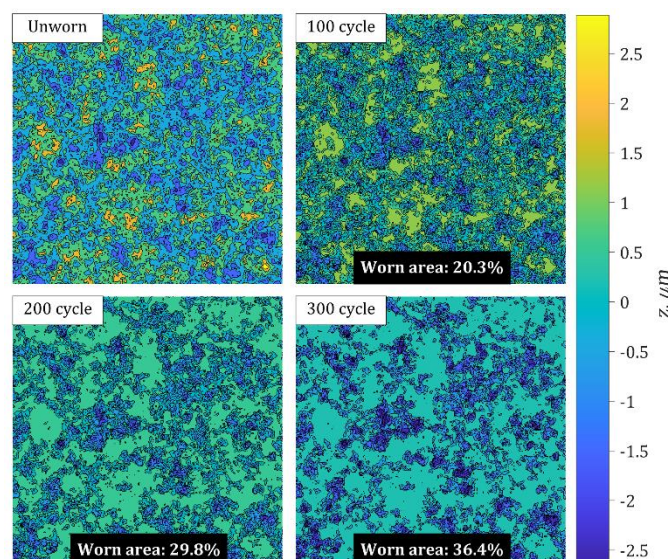 Unworn
100 cycle
Worn area: 20.3%
200 cycle
300 cycle
Worn area: 29.8%
Worn area: 36.4%
2.5
2
1.5
1
0.5
0
-0.5
-1
-1.5
-2
-2.5
z, μm